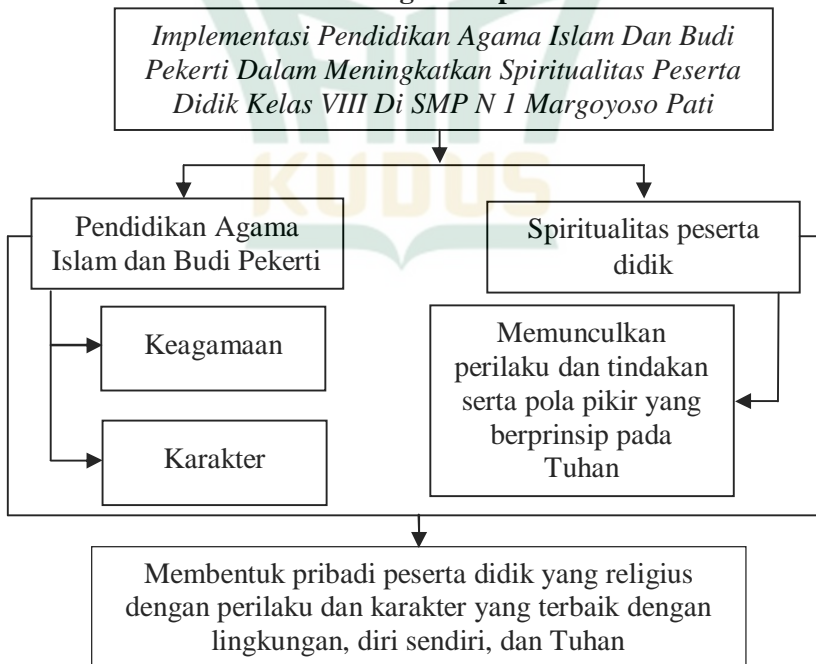 Implementasi Pendidikan Agama Islam Dan Budi
Pekerti Dalam Meningkatkan Spiritualitas Peserta
Didik Kelas VIII Di SMP N 1 Margoyoso Pati
KUDUS
Pendidikan Agama
Islam dan Budi Pekerti
Spiritualitas peserta
didik
Keagamaan
Karakter
Memunculkan
perilaku dan tindakan
serta pola pikir yang
berprinsip pada
Tuhan
Membentuk pribadi peserta didik yang religius
dengan perilaku dan karakter yang terbaik dengan
lingkungan, diri sendiri, dan Tuhan